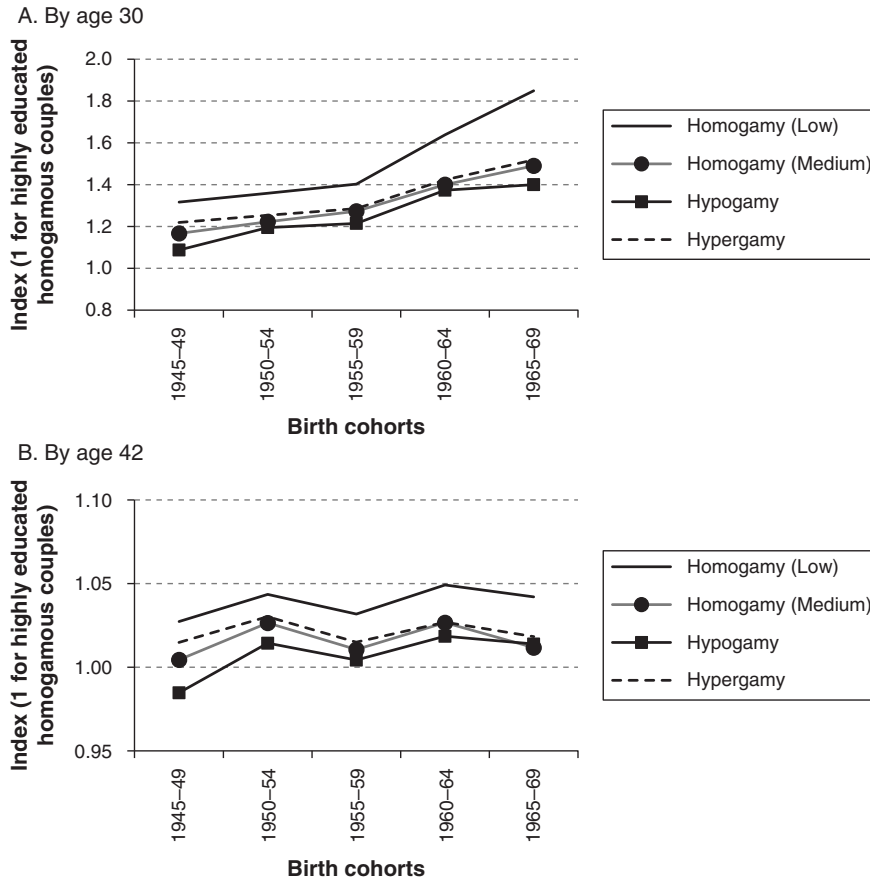 A. By age 30
Index (1 for highly educated
homogamous couples)
2.0
1.8
1.6
1.4
1.2
1.0
0.8
1945–49
1950–54
1955–59
1960–64
1965–69
Birth cohorts
Homogamy (Low)
Homogamy (Medium)
Hypogamy
Hypergamy
B. By age 42
Index (1 for highly educated
homogamous couples)
1.10
1.05
1.00
0.95
1945–49
1950–54
1955–59
1960–64
1965–69
Birth cohorts
Homogamy (Low)
Homogamy (Medium)
Hypogamy
Hypergamy